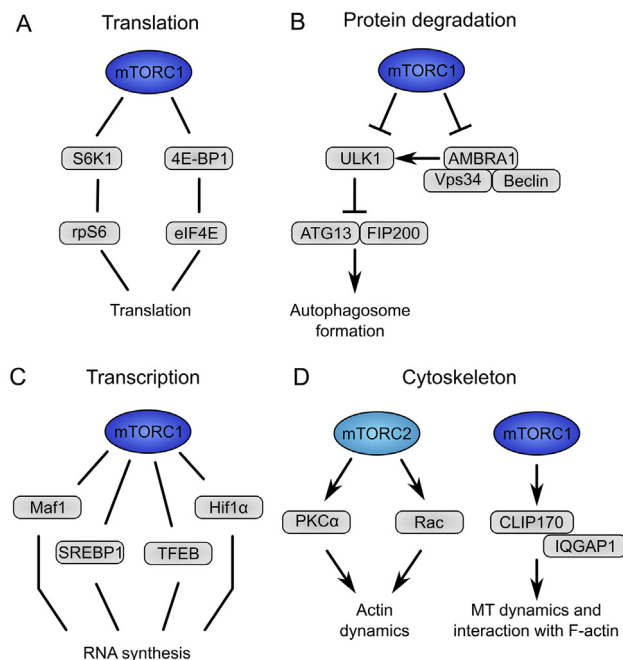 A
Translation
mTORC1
S6K1
4E-BP1
rpS6
eIF4E
Translation
B
Protein degradation
mTORC1
ULK1
AMBRA1
Vps34
Beclin
ATG13
FIP200
Autophagosome
formation
C
Transcription
mTORC1
Maf1
Hif1α
SREBP1
TFEB
RNA synthesis
D
Cytoskeleton
mTORC2
mTORC1
PKCα
Rac
CLIP170
IQGAP1
Actin
dynamics
MT dynamics and
interaction with F-actin